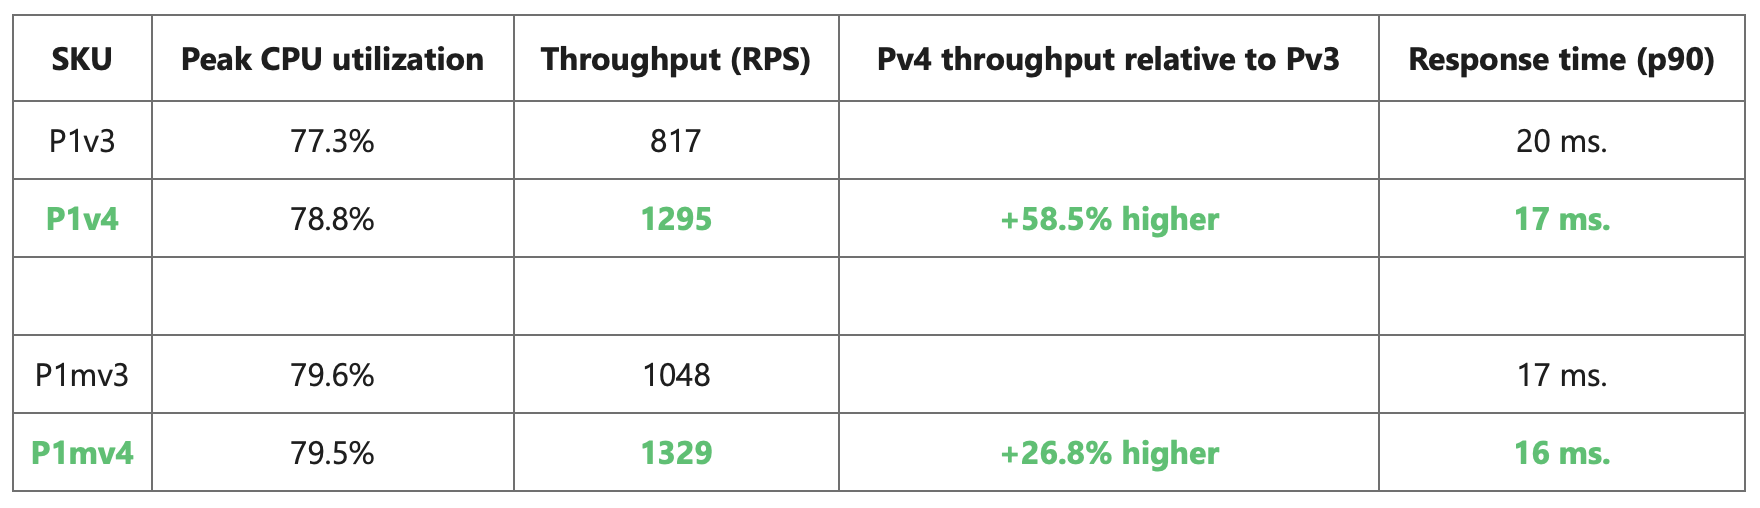 SKU Peak CPU utilization Throughput (RPS) Pv4 throughput relative to Pv3 Response time (p90)
P1v3 77.3% 817 20 ms.
P1v4 78.8% 1295 +58.5% higher 17 ms.
P1mv3 79.6% 1048 17 ms.
P1mv4 79.5% 1329 +26.8% higher 16 ms.